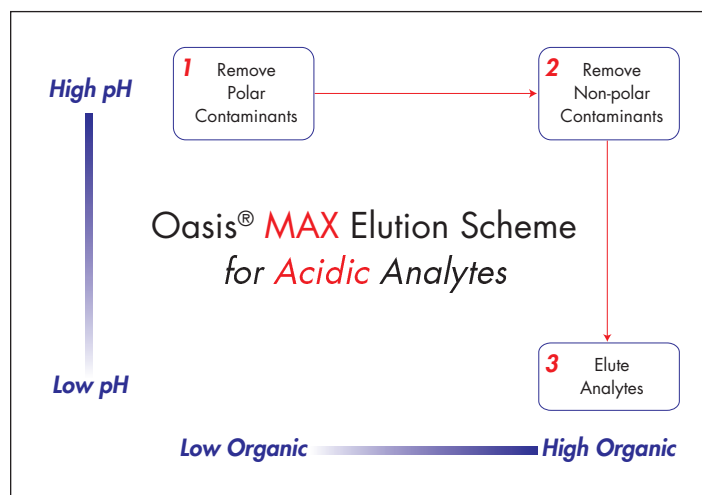 High pH
1 Remove
Polar
Contaminants
2 Remove
Non-polar
Contaminants
Oasis® MAX Elution Scheme
for Acidic Analytes
3 Elute
Analytes
Low pH
Low Organic
High Organic